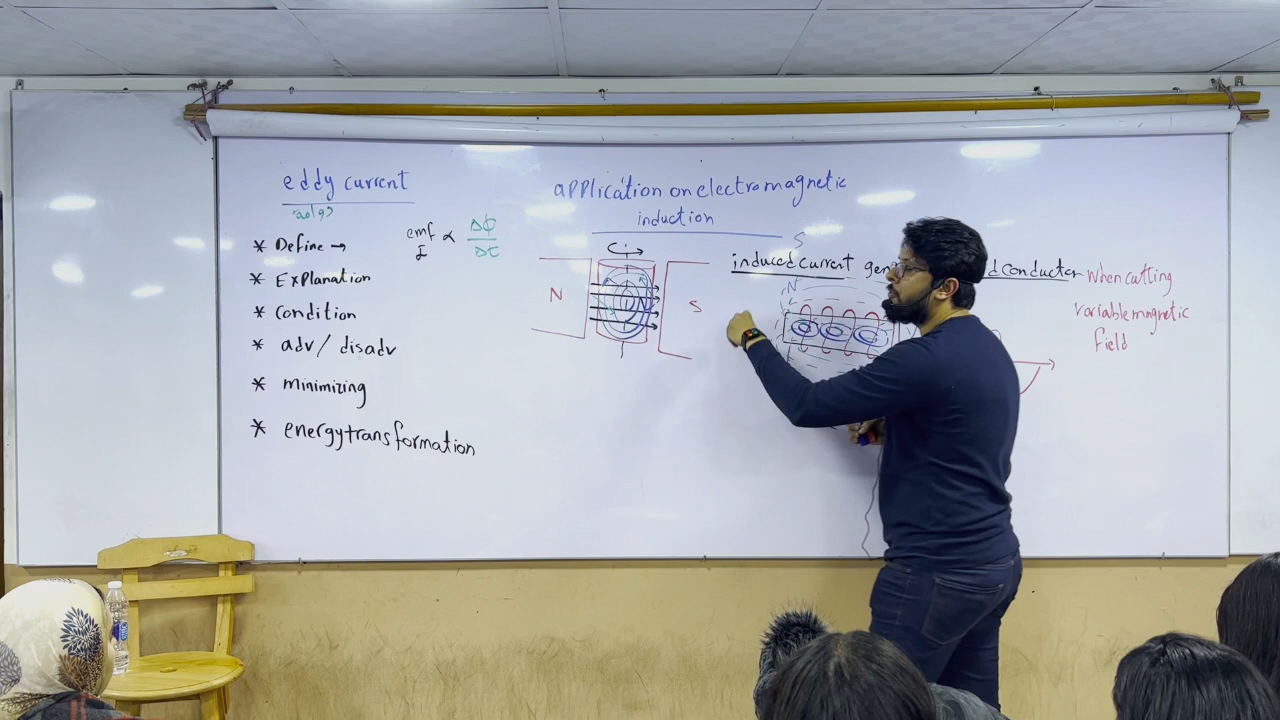 eddy current
* Define →
* Explanation
* Condition
* adv/disadv
* minimizing
* energy transformation
emf ∝ Δϕ
I Δt
application on electromagnetic
induction
S
induced current gen d conductor When cutting
variable magnetic
field
N
S
N